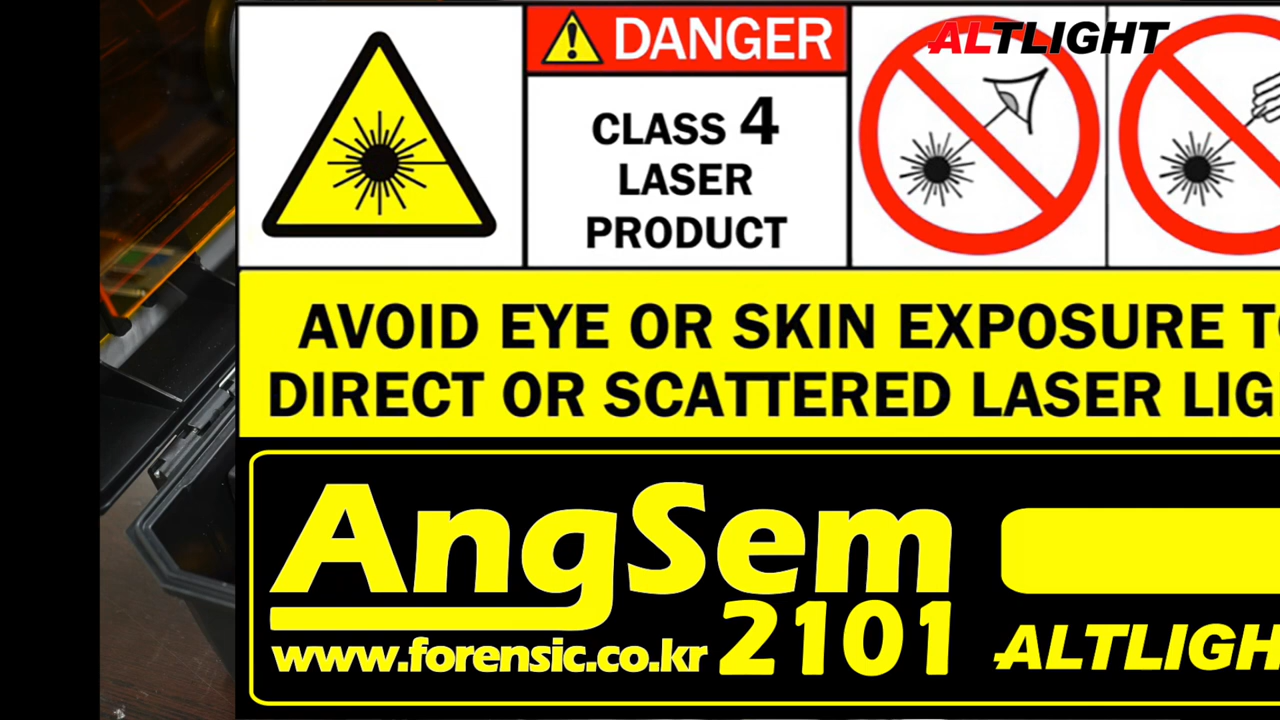 ALTLIGHT
DANGER
CLASS 4
LASER
PRODUCT
AVOID EYE OR SKIN EXPOSURE
DIRECT OR SCATTERED LASER
AngSem
2101
www.forensic.co.kr
ALTLIGH